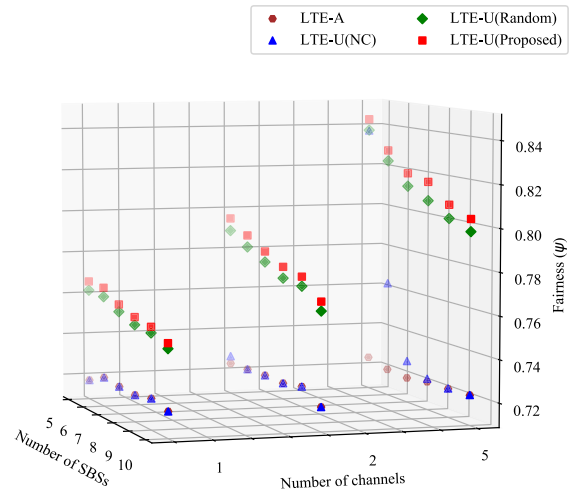 LTE-A
LTE-U(NC)
LTE-U(Random)
LTE-U(Proposed)
0.84
0.82
0.80
0.78
0.76
0.74
0.72
Fairness (ψ)
5 6 7 8 9 10
Number of SBSs
1 2 5
Number of channels